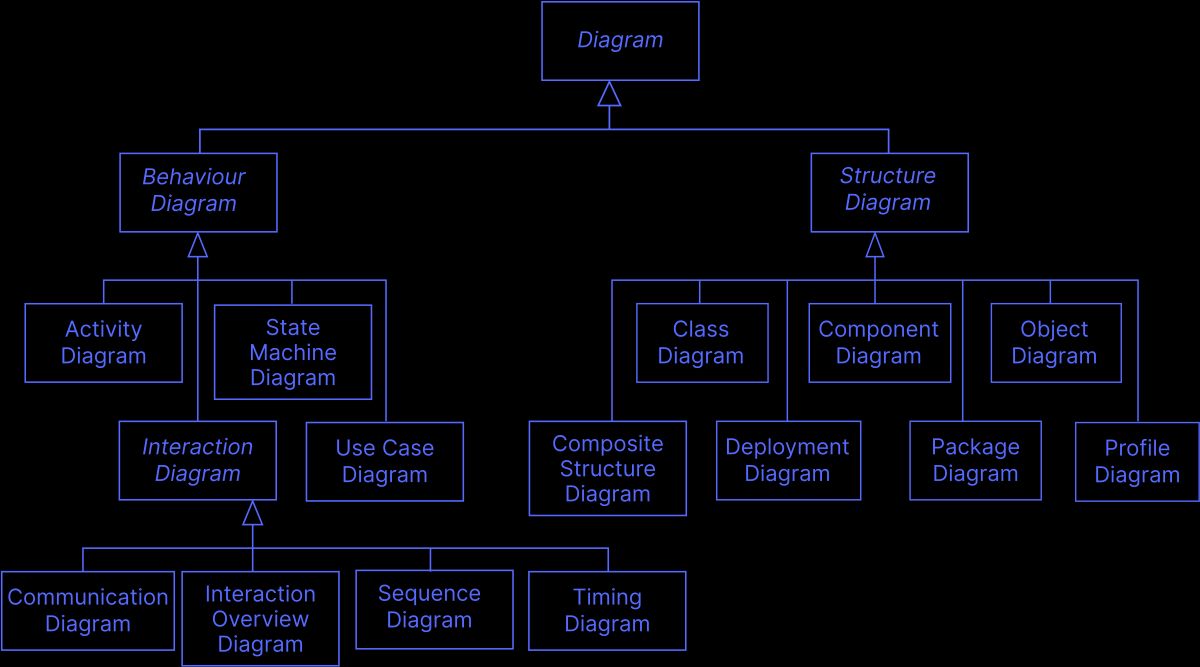 Diagram
Behaviour
Diagram
Structure
Diagram
Activity
Diagram
State
Machine
Diagram
Class
Diagram
Component
Diagram
Object
Diagram
Interaction
Diagram
Use Case
Diagram
Composite
Structure
Diagram
Deployment
Diagram
Package
Diagram
Profile
Diagram
Communication
Diagram
Interaction
Overview
Diagram
Sequence
Diagram
Timing
Diagram